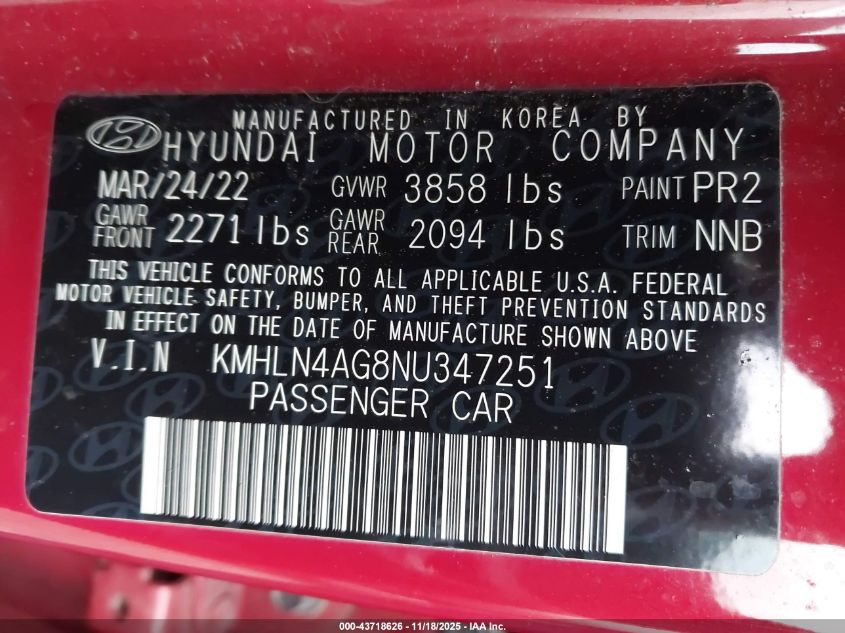 MANUFACTURED IN KOREA BY
HYUNDAI MOTOR COMPANY
MAR/24/22 GVWR 3858 lbs PAINT PR2
GAWR FRONT 2271 lbs GAWR REAR 2094 lbs TRIM NNB
THIS VEHICLE CONFORMS TO ALL APPLICABLE U.S.A. FEDERAL
MOTOR VEHICLE SAFETY, BUMPER, AND THEFT PREVENTION STANDARDS
IN EFFECT ON THE DATE OF MANUFACTURE SHOWN ABOVE
V.I.N KMHLN4AG8NU347251
PASSENGER CAR
000-43718626 - 11/18/2025 - IAA Inc.